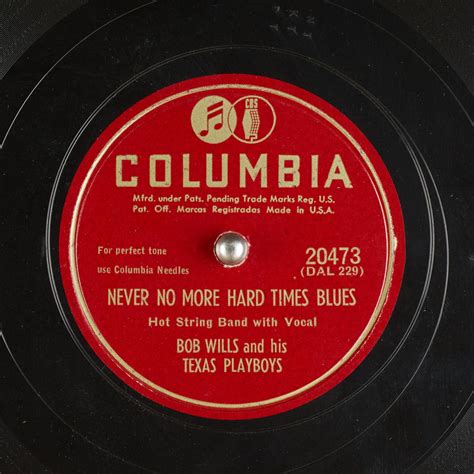 CBS
COLUMBIA
Mfrd. under Pats. Pending Trade Marks Reg. U.S.
Pat. Off. Marcas Registradas Made in U.S.A.
For perfect tone
use Columbia Needles
20473
(DAL 229)
NEVER NO MORE HARD TIMES BLUES
Hot String Band with Vocal
BOB WILLS and his
TEXAS PLAYBOYS